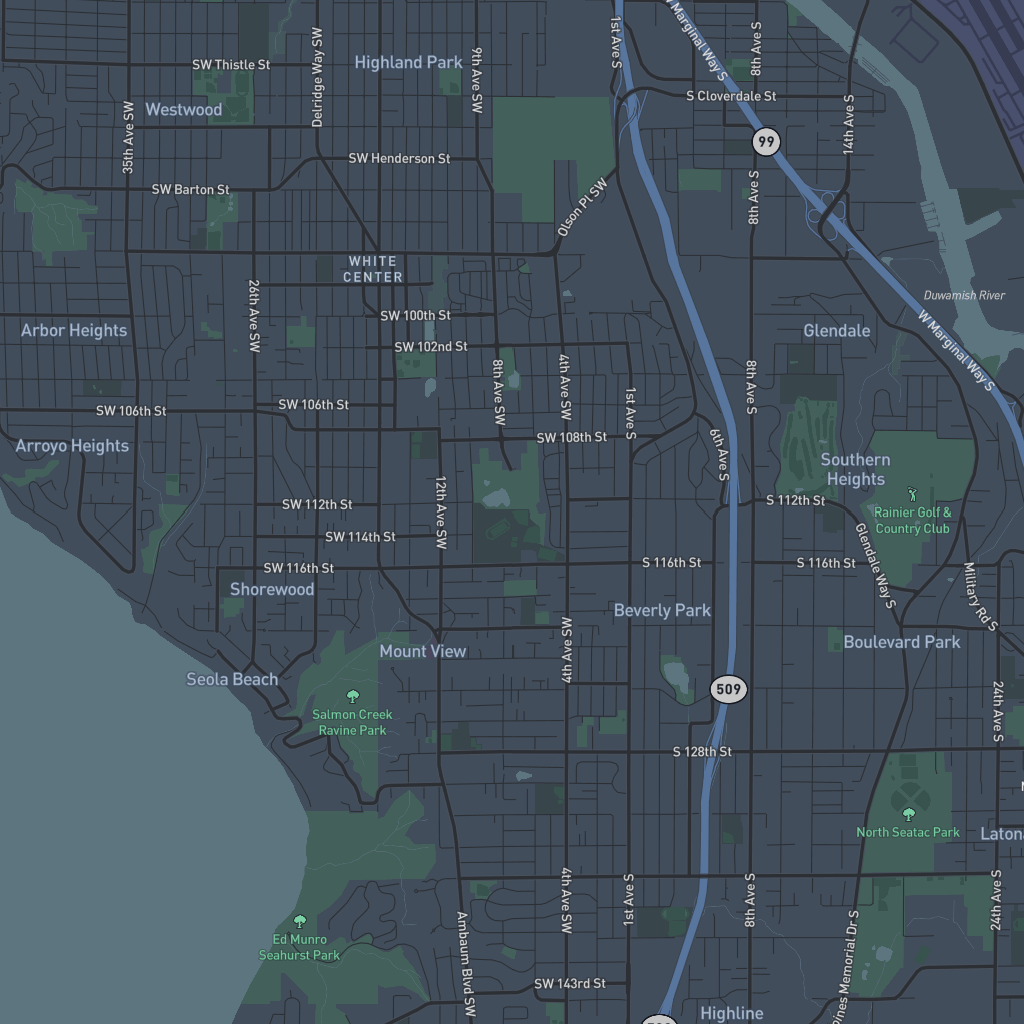 1st Ave S
W Marginal Way S
8th Ave S
Delridge Way SW
9th Ave SW
Highland Park
SW Thistle St
S Cloverdale St
Westwood
35th Ave SW
14th Ave S
99
SW Henderson St
SW Barton St
8th Ave S
Olson Pl SW
WHITE
CENTER
26th Ave SW
Duwamish River
SW 100th St
W Marginal Way S
Arbor Heights
Glendale
SW 102nd St
8th Ave SW
4th Ave SW
8th Ave S
1st Ave S
SW 106th St
SW 106th St
SW 108th St
6th Ave S
Arroyo Heights
Southern
Heights
12th Ave SW
SW 112th St
S 112th St
Rainier Golf &
Country Club
SW 114th St
Glendale Way S
SW 116th St
S 116th St
S 116th St
Military Rd S
Shorewood
Beverly Park
4th Ave SW
Boulevard Park
Mount View
Seola Beach
509
24th Ave S
Salmon Creek
Ravine Park
S 128th St
North Seatac Park
4th Ave SW
1st Ave S
8th Ave S
24th Ave S
Ambaum Blvd SW
Memorial Dr S
Ed Munro
Seahurst Park
SW 143rd St
Highline